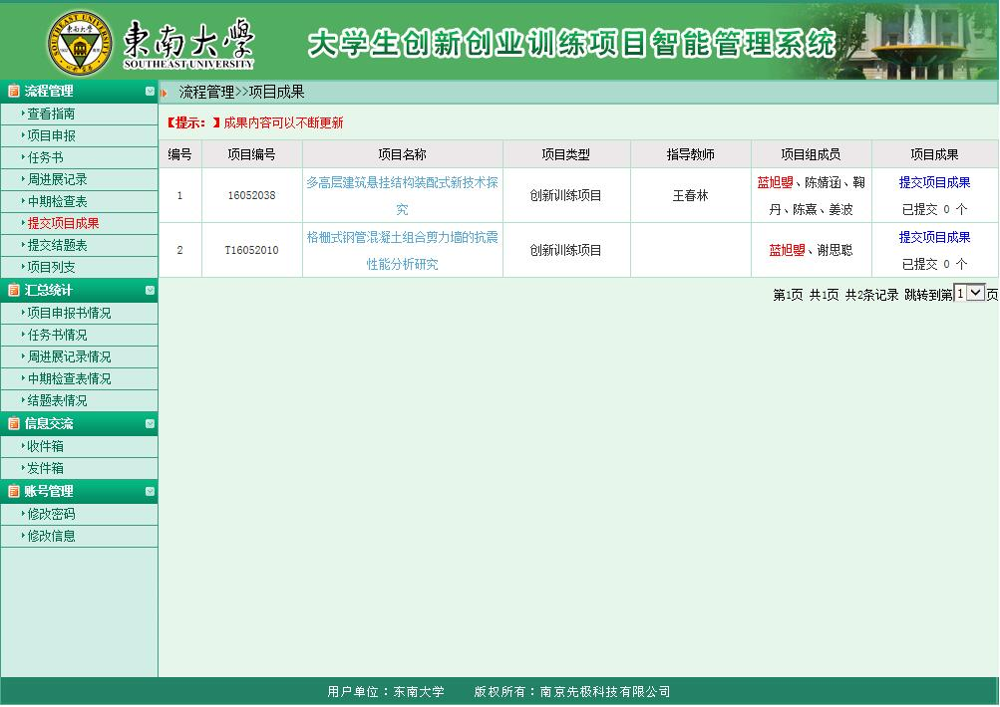 东南大学
SOUTHEAST UNIVERSITY
大学生创新创业训练项目智能管理系统
流程管理
查看指南
项目申报
任务书
周进展记录
中期检查表
提交项目成果
提交结题表
项目列支
汇总统计
项目申报书情况
任务书情况
周进展记录情况
中期检查表情况
结题表情况
信息交流
收件箱
发件箱
账号管理
修改密码
修改信息
流程管理>>项目成果
【提示：】成果内容可以不断更新
编号 项目编号 项目名称 项目类型 指导教师 项目组成员 项目成果
1 16052038 多高层建筑悬挂结构装配式新技术探 创新训练项目 王春林 蓝旭曌、陈婧函、鞠 提交项目成果
究 丹、陈熹、姜波 已提交 0 个
2 T16052010 格栅式钢管混凝土组合剪力墙的抗震 创新训练项目 蓝旭曌、谢思聪 提交项目成果
性能分析研究 已提交 0 个
第1页 共1页 共2条记录 跳转到第1页
用户单位：东南大学 版权所有：南京先极科技有限公司